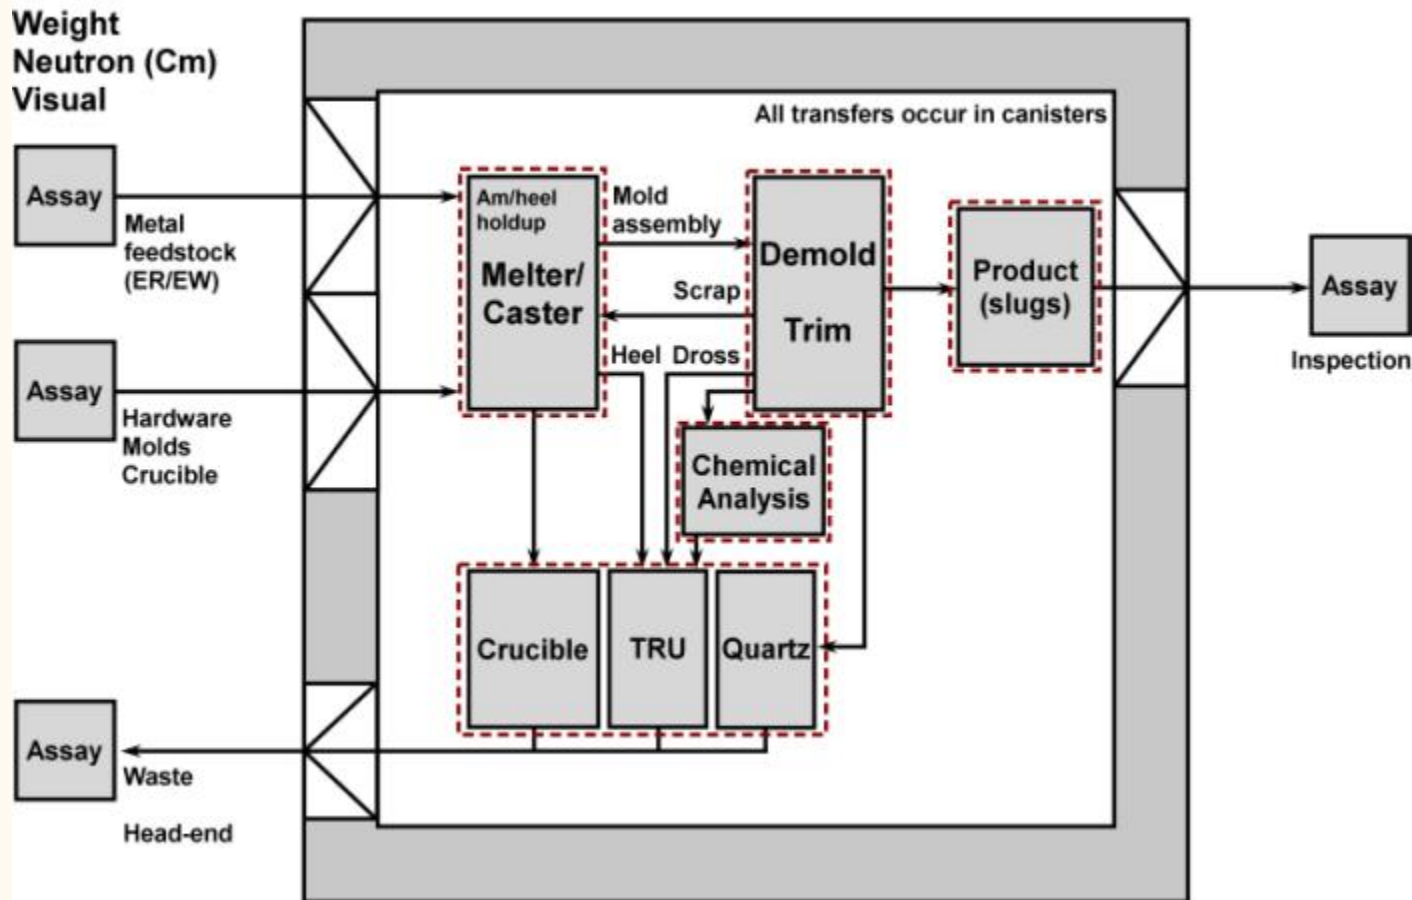 Weight
Neutron (Cm)
Visual
All transfers occur in canisters
Assay
Metal
feedstock
(ER/EW)
Am/heel
holdup
Melter/
Caster
Mold
assembly
Scrap
Heel Dross
Demold
Trim
Product
(slugs)
Assay
Inspection
Assay
Hardware
Molds
Crucible
Chemical
Analysis
Crucible
TRU
Quartz
Assay
Waste
Head-end